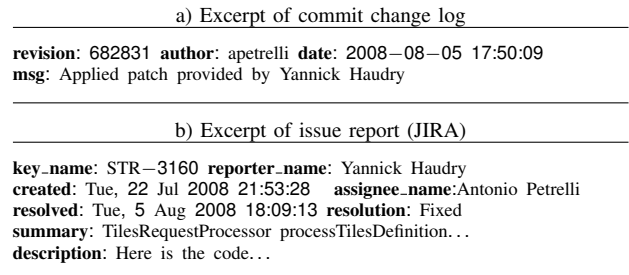 a) Excerpt of commit change log
revision: 682831 author: apetrelli date: 2008−08−05 17:50:09
msg: Applied patch provided by Yannick Haudry
b) Excerpt of issue report (JIRA)
key_name: STR−3160 reporter_name: Yannick Haudry
created: Tue, 22 Jul 2008 21:53:28 assignee_name:Antonio Petrelli
resolved: Tue, 5 Aug 2008 18:09:13 resolution: Fixed
summary: TilesRequestProcessor processTilesDefinition...
description: Here is the code...